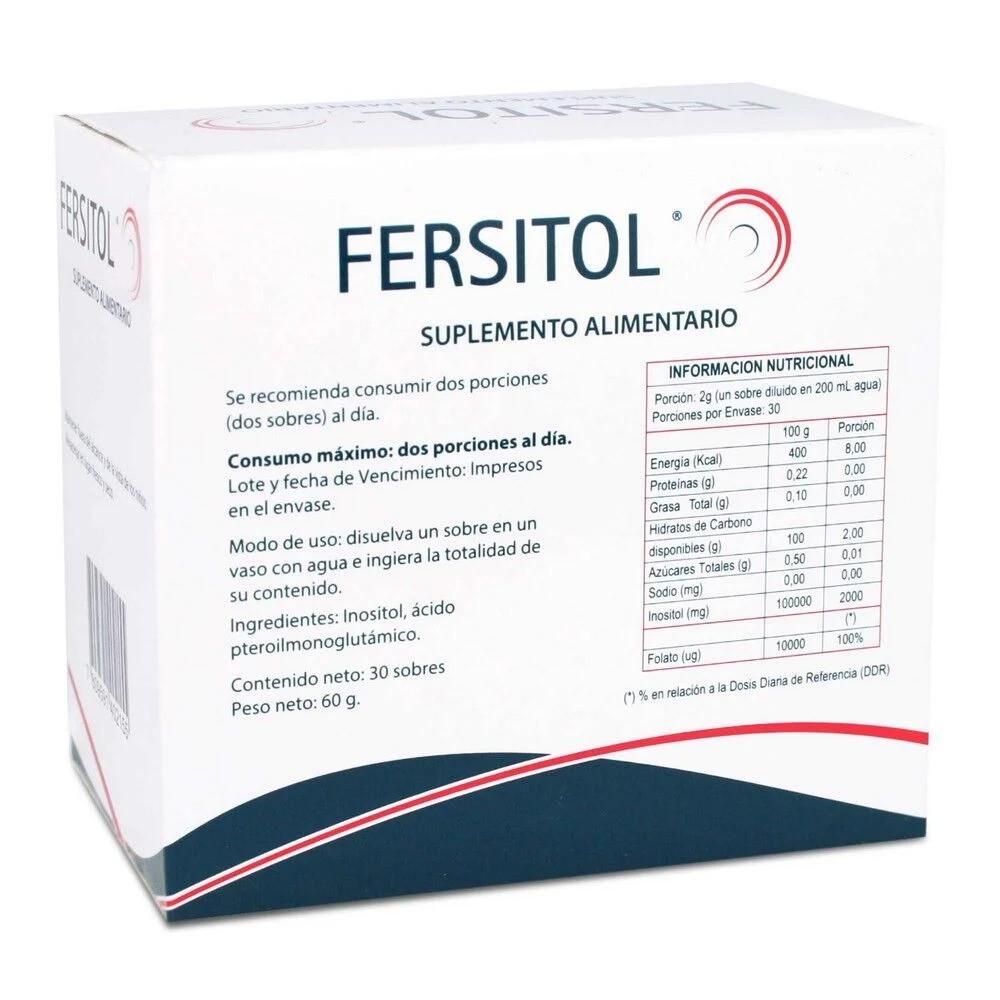 SUPLEMENTO ALIMENTARIO ® FERSITOL
FERSITOL
SUPLEMENTO ALIMENTARIO
FERSITOL ®
SUPLEMENTO ALIMENTARIO
Se recomienda consumir dos porciones
(dos sobres) al día.
Consumo máximo: dos porciones al día.
Lote y fecha de Vencimiento: Impresos
en el envase.
Modo de uso: disuelva un sobre en un
vaso con agua e ingiera la totalidad de
su contenido.
Ingredientes: Inositol, ácido
pteroilmonoglutámico.
Contenido neto: 30 sobres
Peso neto: 60 g.
INFORMACION NUTRICIONAL
Porción: 2g (un sobre diluido en 200 mL agua)
Porciones por Envase: 30
100 g Porción
Energía (Kcal) 400 8,00
Proteínas (g) 0,22 0,00
Grasa Total (g) 0,10 0,00
Hidratos de Carbono
disponibles (g) 100 2,00
Azúcares Totales (g) 0,50 0,01
Sodio (mg) 0,00 0,00
Inositol (mg) 100000 2000
(*)
Folato (ug) 10000 100%
(*) % en relación a la Dosis Diaria de Referencia (DDR)